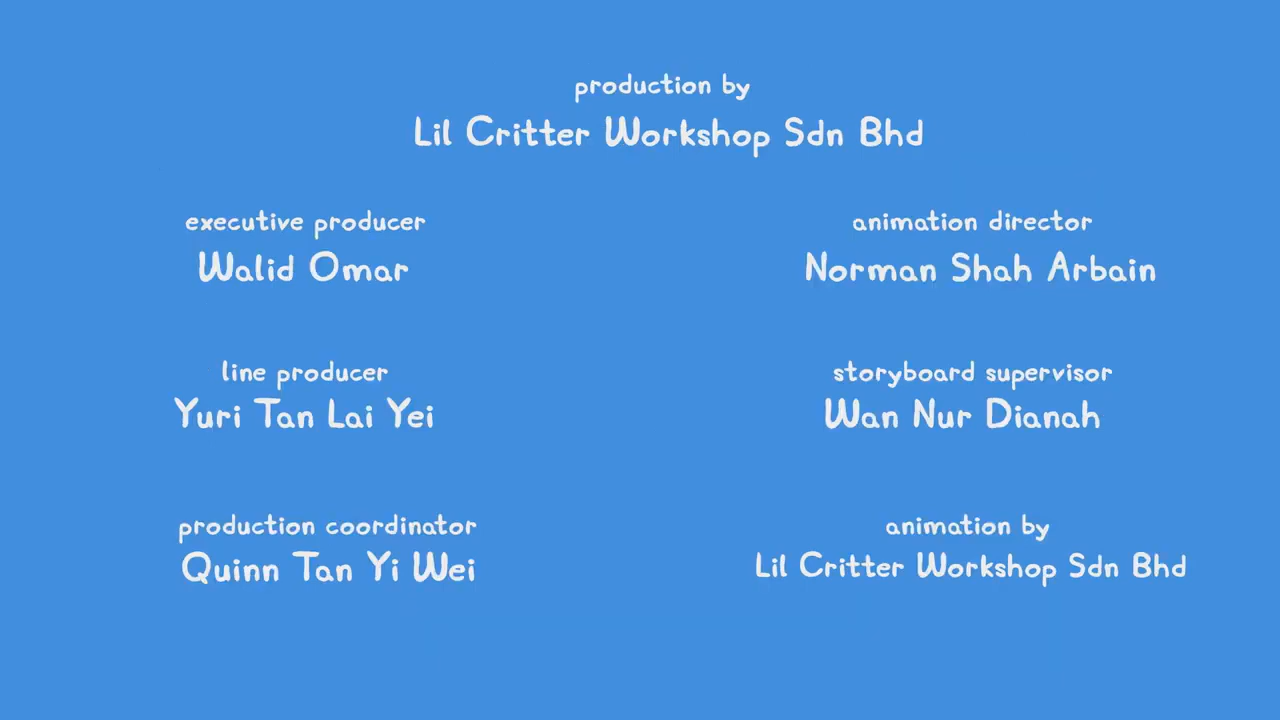 production by
Lil Critter Workshop Sdn Bhd
executive producer
Walid Omar
animation director
Norman Shah Arbain
line producer
Yuri Tan Lai Yei
storyboard supervisor
Wan Nur Dianah
production coordinator
Quinn Tan Yi Wei
animation by
Lil Critter Workshop Sdn Bhd